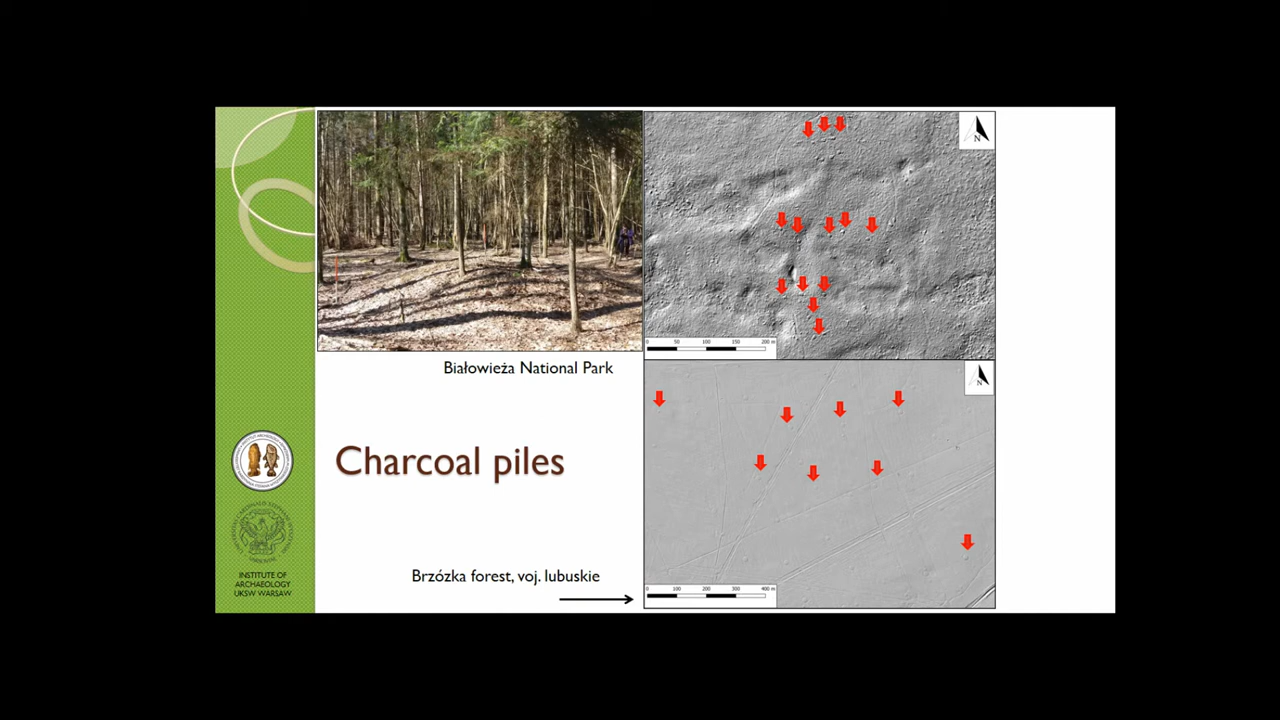 N
0 50 100 200 m
Białowieża National Park
N
Charcoal piles
Brzózka forest, voj. lubuskie
0 100 200 300 400 m
INSTITUTE OF
ARCHAEOLOGY
UKSW WARSAW